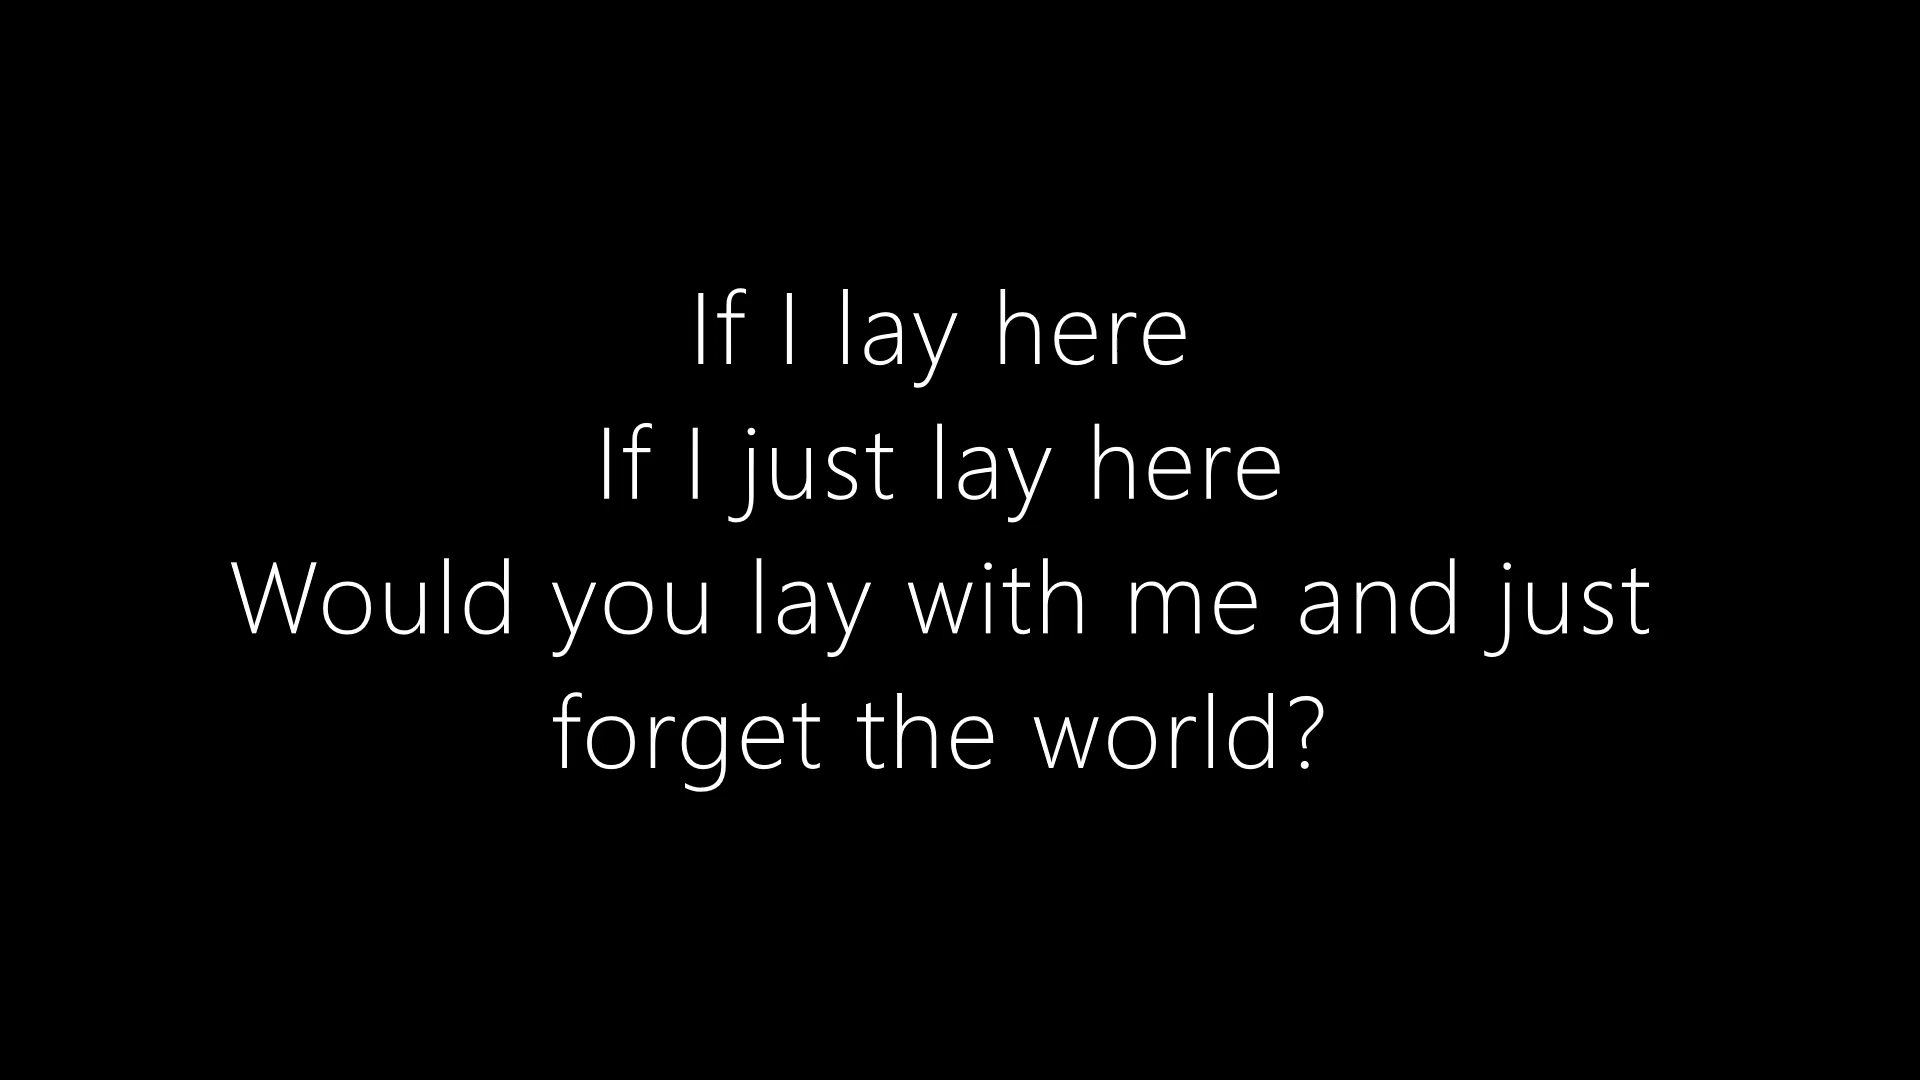 If I lay here
If I just lay here
Would you lay with me and just
forget the world?